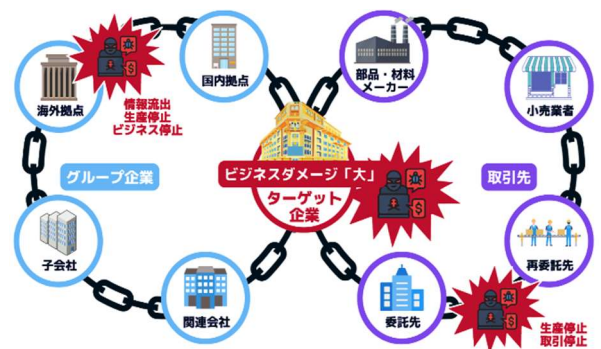 海外拠点
情報流出
生産停止
ビジネス停止
国内拠点
部品・材料
メーカー
小売業者
グループ企業
ビジネスダメージ「大」
ターゲット
企業
取引先
子会社
関連会社
委託先
再委託先
生産停止
取引停止